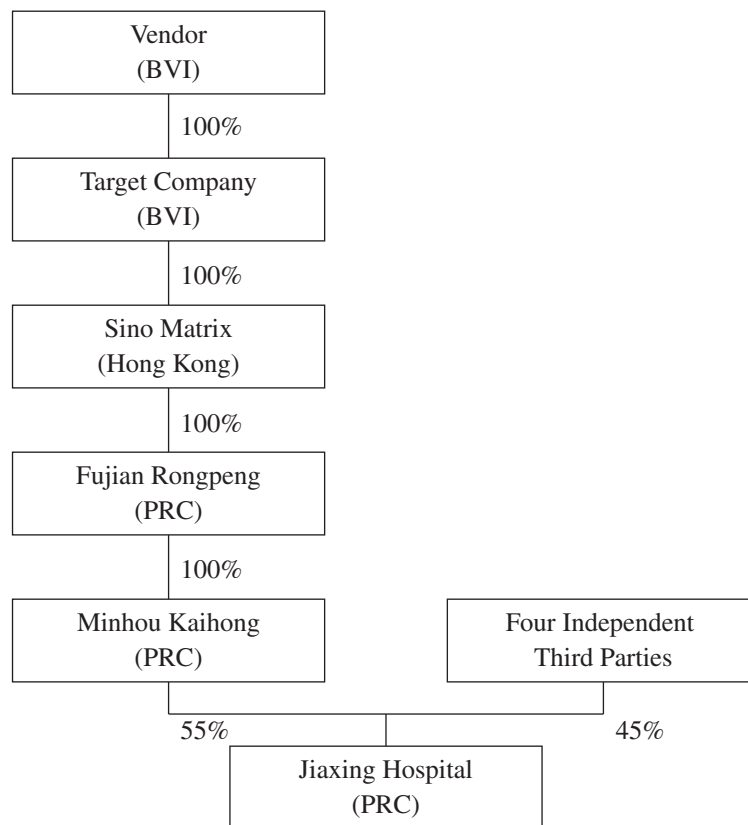 Vendor
(BVI)
100%
Target Company
(BVI)
100%
Sino Matrix
(Hong Kong)
100%
Fujian Rongpeng
(PRC)
100%
Minhou Kaihong
(PRC)
Four Independent
Third Parties
55%
45%
Jiaxing Hospital
(PRC)